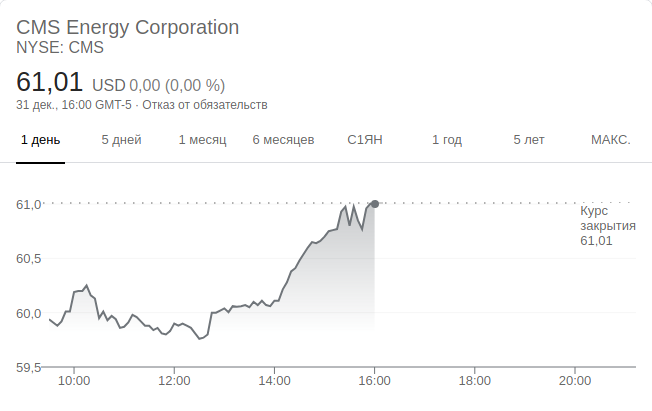 CMS Energy Corporation
NYSE: CMS
61,01 USD 0,00 (0,00 %)
31 дек., 16:00 GMT-5 · Отказ от обязательств
1 день 5 дней 1 месяц 6 месяцев С1ЯН 1 год 5 лет МАКС.
61,0
Курс
закрытия
61,01
60,5
60,0
59,5
10:00 12:00 14:00 16:00 18:00 20:00